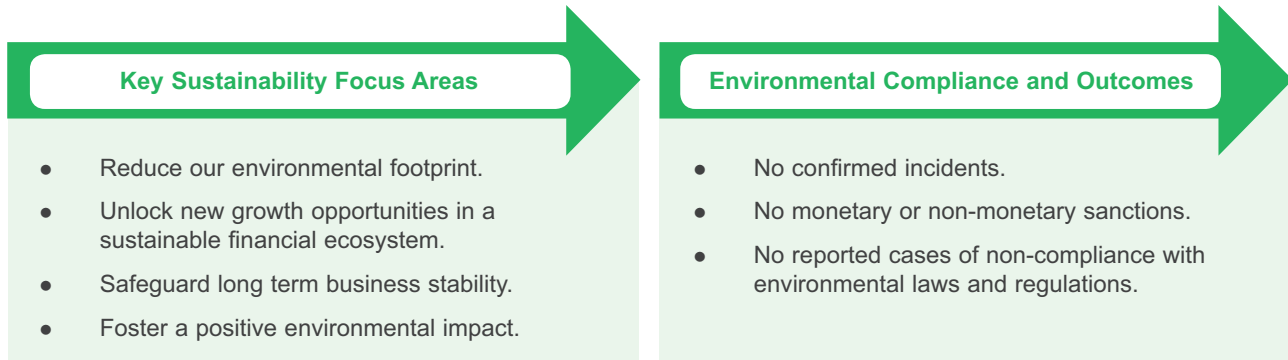 Key Sustainability Focus Areas
● Reduce our environmental footprint.
● Unlock new growth opportunities in a
sustainable financial ecosystem.
● Safeguard long term business stability.
● Foster a positive environmental impact.
Environmental Compliance and Outcomes
● No confirmed incidents.
● No monetary or non-monetary sanctions.
● No reported cases of non-compliance with
environmental laws and regulations.